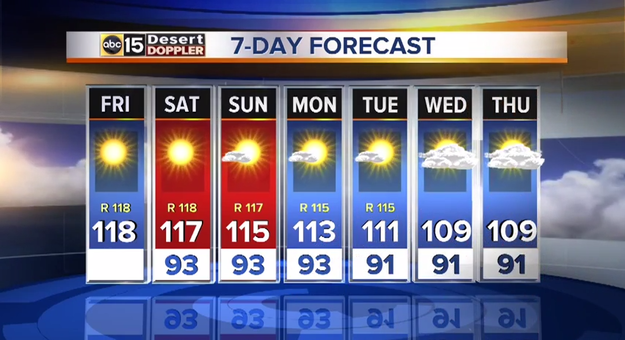 abc 15 Desert DOPPLER 7-DAY FORECAST
FRI SAT SUN MON TUE WED THU
R 118 R 118 R 117 R 115 R 115
118 117 115 113 111 109 109
93 93 93 91 91 91